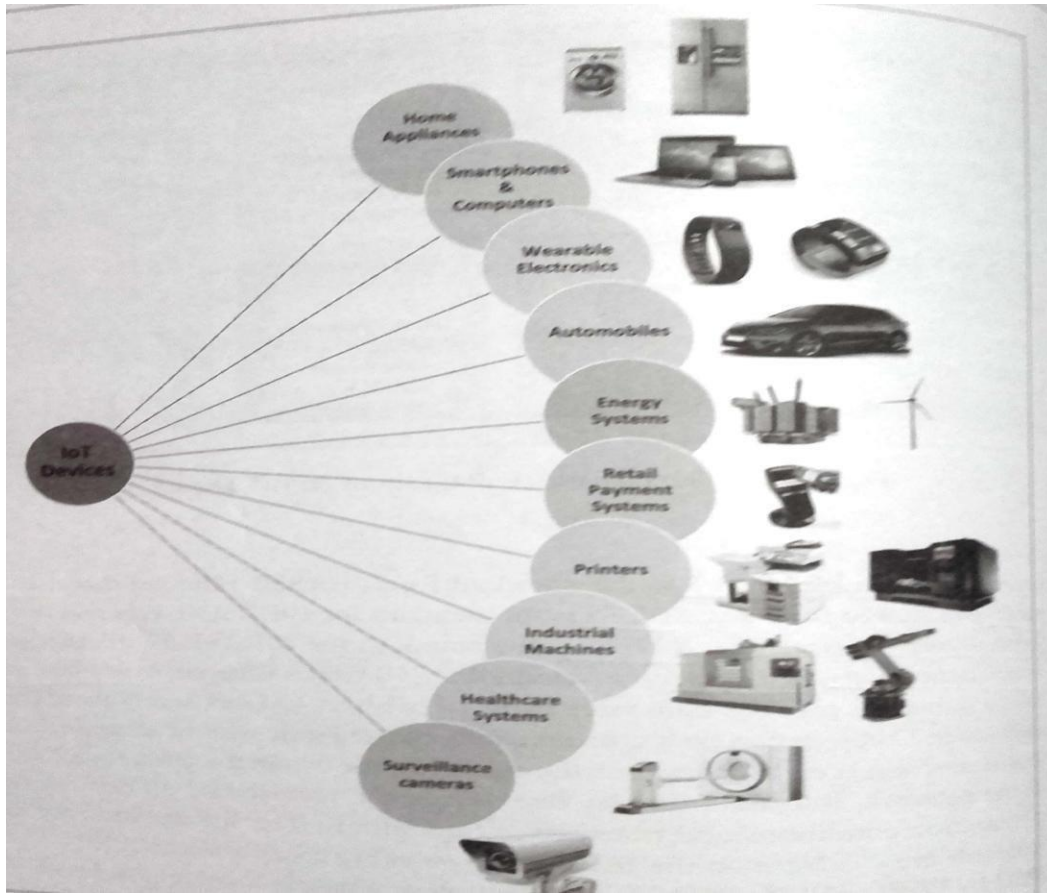 Home
Appliances
Smartphones
&
Computers
Wearable
Electronics
Automobiles
Energy
Systems
IoT
Devices
Retail
Payment
Systems
Printers
Industrial
Machines
Healthcare
Systems
Surveillance
cameras